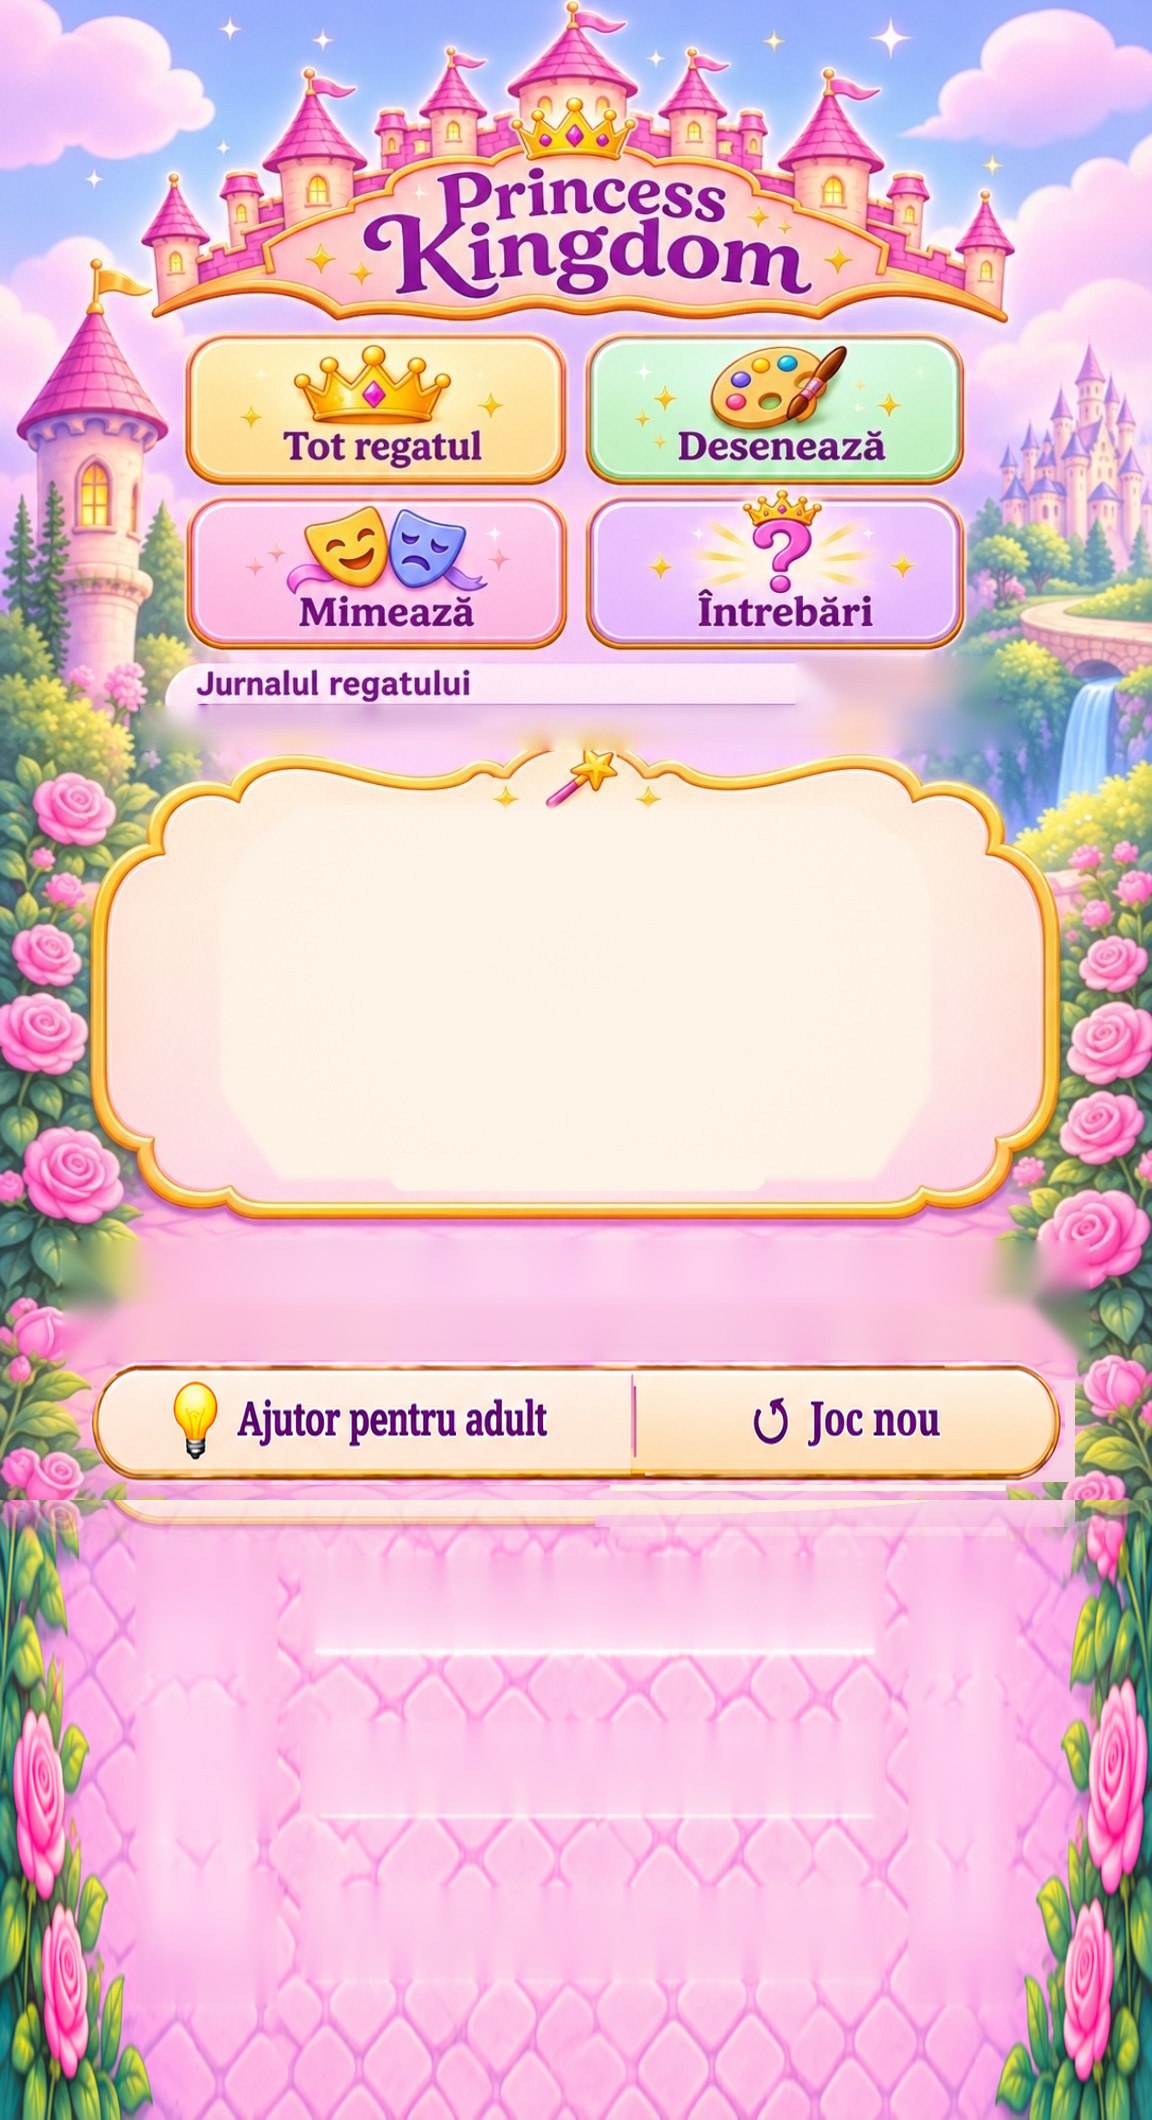 Princess
Kingdom
Tot regatul
Desenează
Mimează
Întrebări
Jurnalul regatului
Ajutor pentru adult
Joc nou